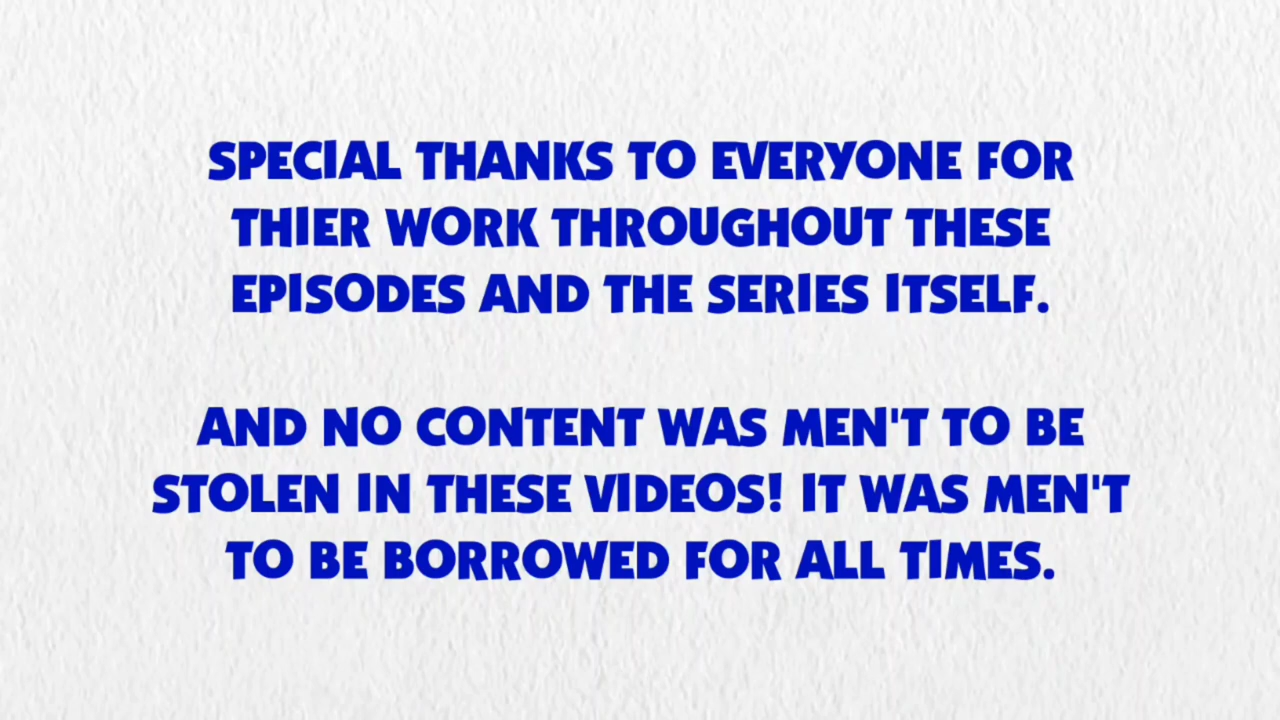 SPECIAL THANKS TO EVERYONE FOR
THIER WORK THROUGHOUT THESE
EPISODES AND THE SERIES ITSELF.
AND NO CONTENT WAS MEN'T TO BE
STOLEN IN THESE VIDEOS! IT WAS MEN'T
TO BE BORROWED FOR ALL TIMES.